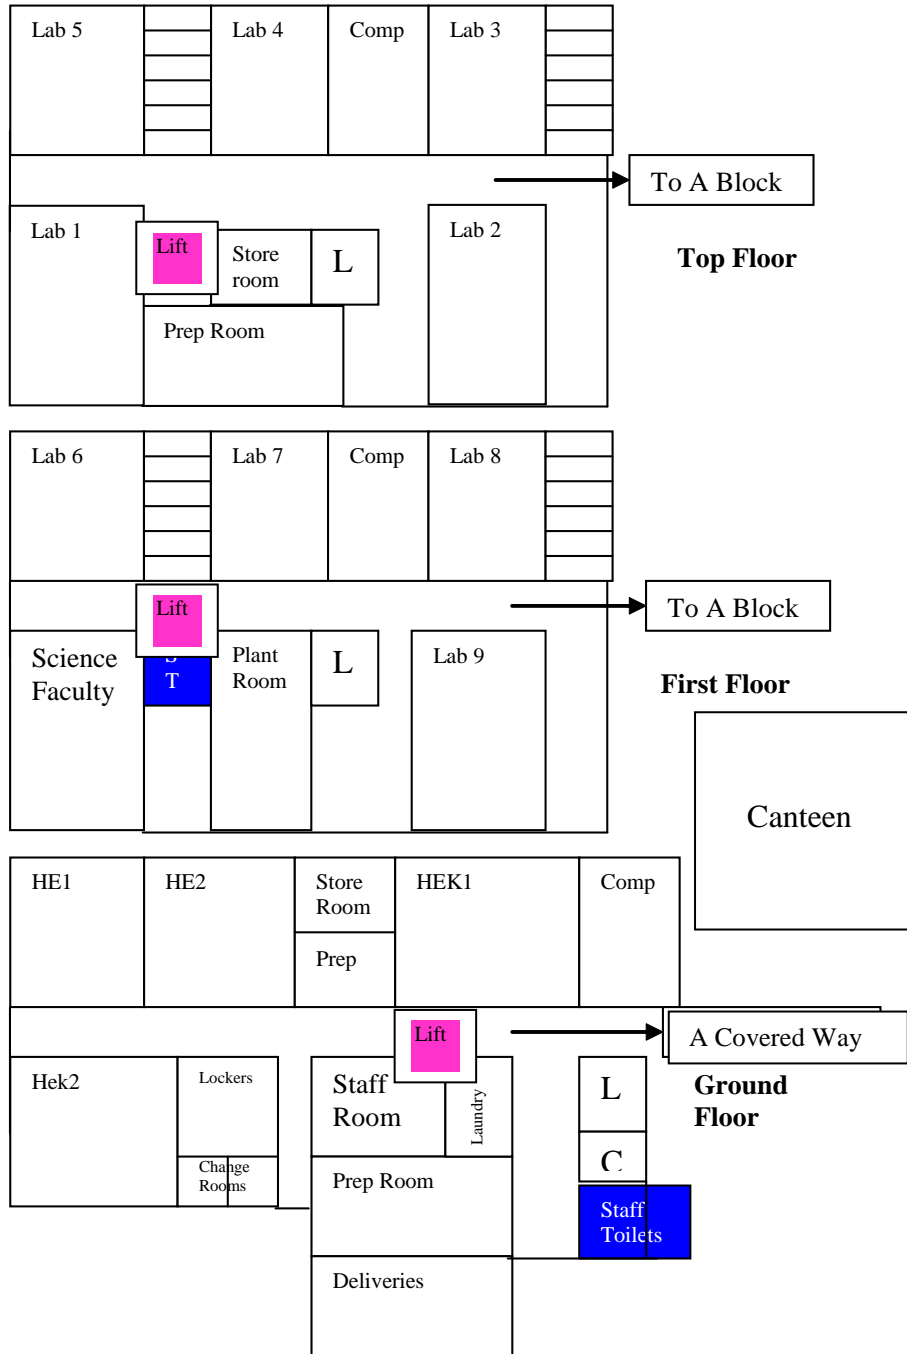 Lab 5
Lab 4
Comp
Lab 3
To A Block
Lab 1
Lift
Store
room
L
Lab 2
Top Floor
Prep Room
Lab 6
Lab 7
Comp
Lab 8
Lift
To A Block
Science
Faculty
S
T
Plant
Room
L
Lab 9
First Floor
Canteen
HE1
HE2
Store
Room
HEK1
Comp
Prep
Lift
A Covered Way
Hek2
Lockers
Staff
Room
Laundry
L
Ground
Floor
Change
Rooms
Prep Room
C
Staff
Toilets
Deliveries